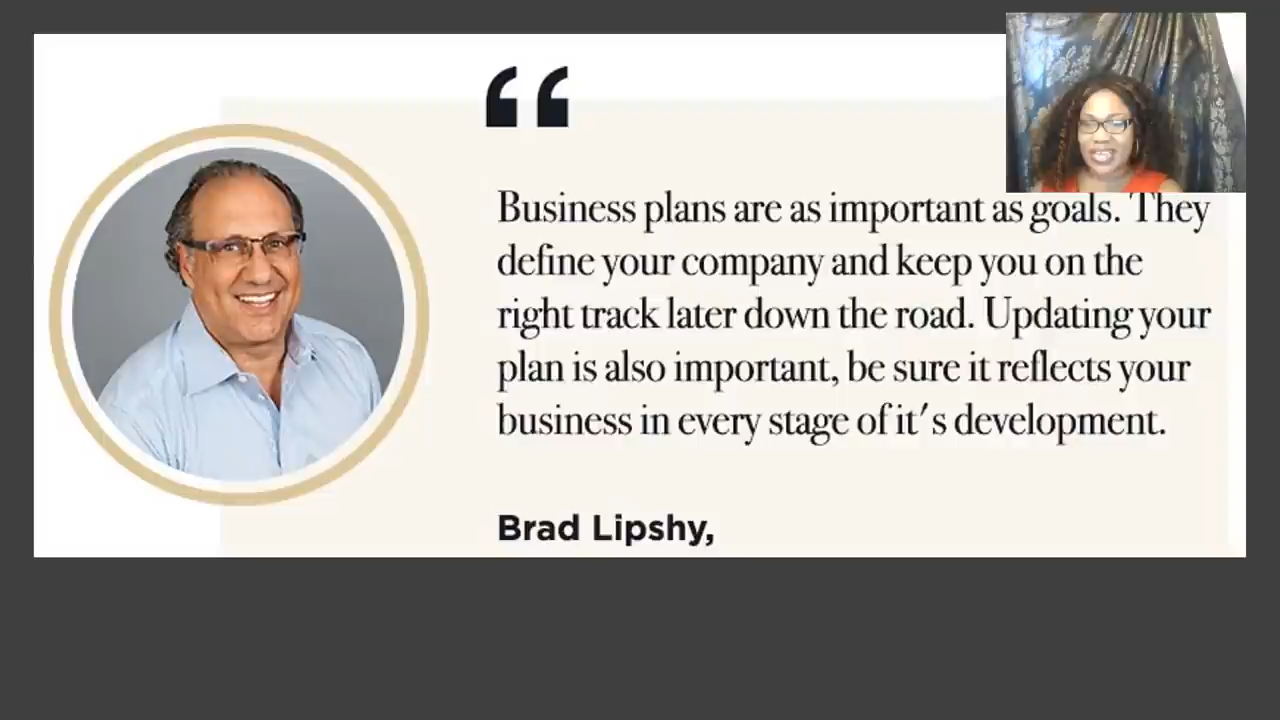 “
Business plans are as important as goals. They
define your company and keep you on the
right track later down the road. Updating your
plan is also important, be sure it reflects your
business in every stage of it's development.
Brad Lipshy,